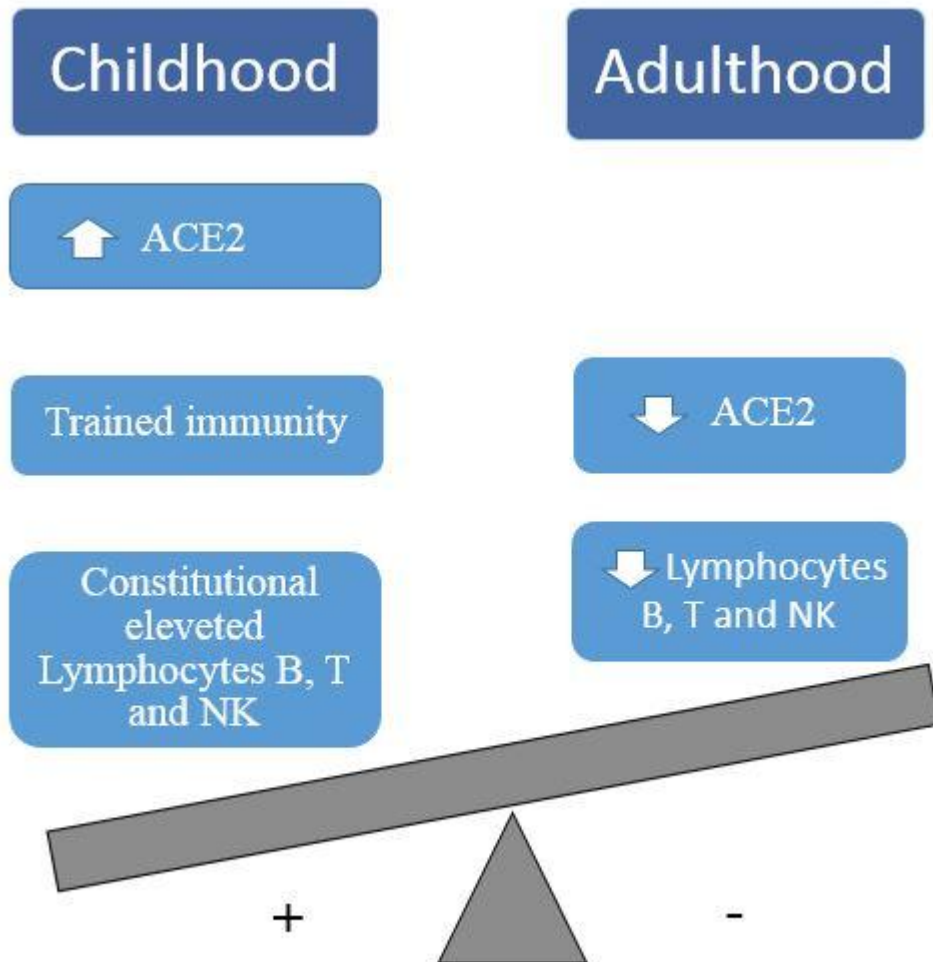 Childhood
ACE2
Trained immunity
Constitutional
eleveted
Lymphocytes B, T
and NK
Adulthood
ACE2
Lymphocytes
B, T and NK
+
-